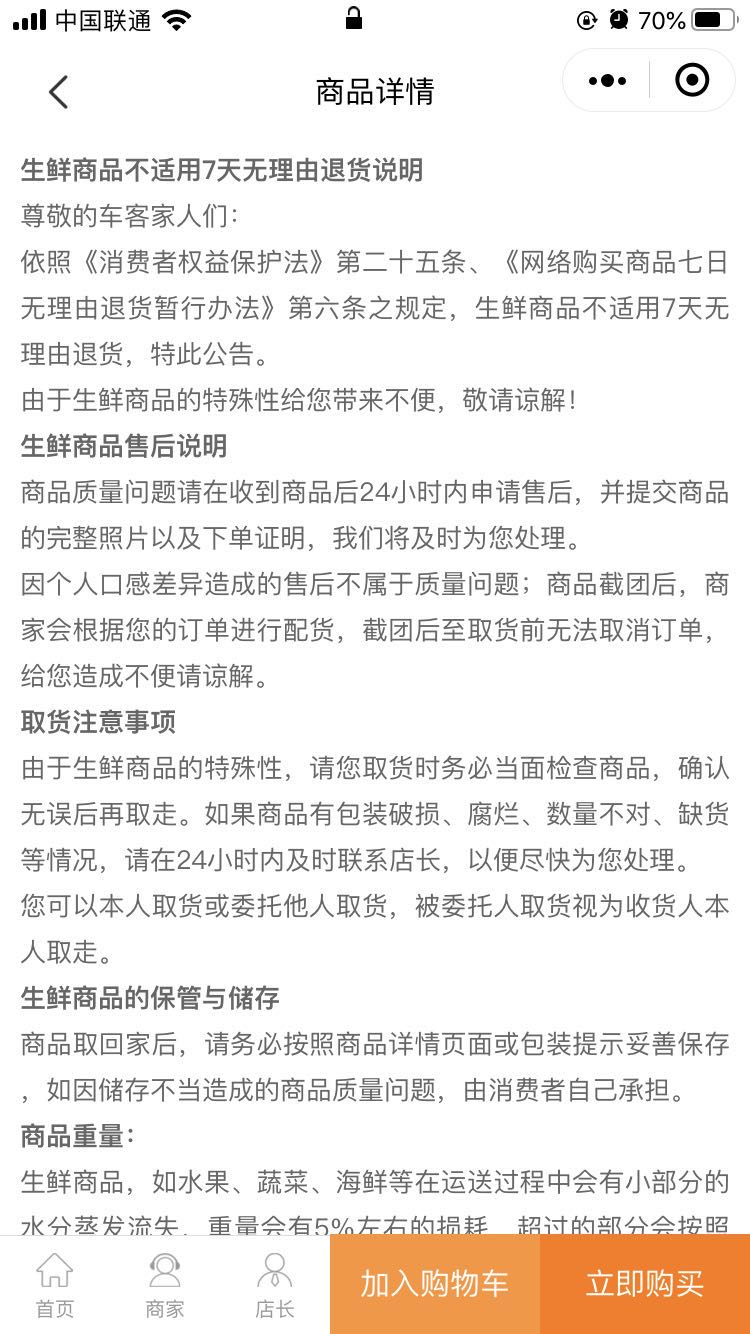 中国联通
70%
商品详情
生鲜商品不适用7天无理由退货说明
尊敬的车客家人们：
依照《消费者权益保护法》第二十五条、《网络购买商品七日
无理由退货暂行办法》第六条之规定，生鲜商品不适用7天无
理由退货，特此公告。
由于生鲜商品的特殊性给您带来不便，敬请谅解！
生鲜商品售后说明
商品质量问题请在收到商品后24小时内申请售后，并提交商品
的完整照片以及下单证明，我们将及时为您处理。
因个人口感差异造成的售后不属于质量问题；商品截团后，商
家会根据您的订单进行配货，截团后至取货前无法取消订单，
给您造成不便请谅解。
取货注意事项
由于生鲜商品的特殊性，请您取货时务必当面检查商品，确认
无误后再取走。如果商品有包装破损、腐烂、数量不对、缺货
等情况，请在24小时内及时联系店长，以便尽快为您处理。
您可以本人取货或委托他人取货，被委托人取货视为收货人本
人取走。
生鲜商品的保管与储存
商品取回家后，请务必按照商品详情页面或包装提示妥善保存
，如因储存不当造成的商品质量问题，由消费者自己承担。
商品重量：
生鲜商品，如水果、蔬菜、海鲜等在运送过程中会有小部分的
水分蒸发流失，重量会有5%左右的损耗，超过的部分会按照
首页
商家
店长
加入购物车
立即购买